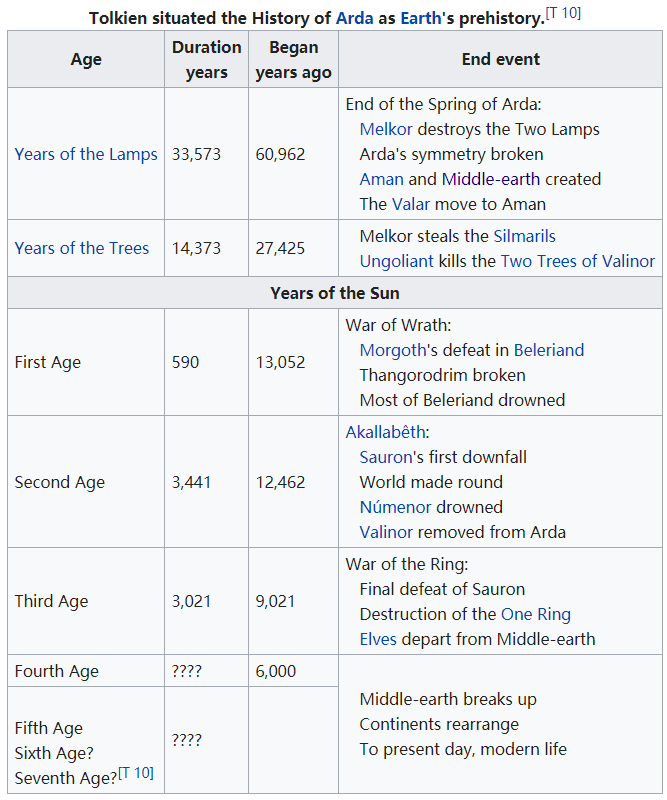 Tolkien situated the History of Arda as Earth's prehistory.[T 10]
Age
Duration
years
Began
years ago
End event
Years of the Lamps
33,573
60,962
End of the Spring of Arda:
Melkor destroys the Two Lamps
Arda's symmetry broken
Aman and Middle-earth created
The Valar move to Aman
Years of the Trees
14,373
27,425
Melkor steals the Silmarils
Ungoliant kills the Two Trees of Valinor
Years of the Sun
First Age
590
13,052
War of Wrath:
Morgoth's defeat in Beleriand
Thangorodrim broken
Most of Beleriand drowned
Second Age
3,441
12,462
Akallabêth:
Sauron's first downfall
World made round
Númenor drowned
Valinor removed from Arda
Third Age
3,021
9,021
War of the Ring:
Final defeat of Sauron
Destruction of the One Ring
Elves depart from Middle-earth
Fourth Age
????
6,000
Middle-earth breaks up
Continents rearrange
To present day, modern life
Fifth Age
Sixth Age?
Seventh Age?[T 10]
????